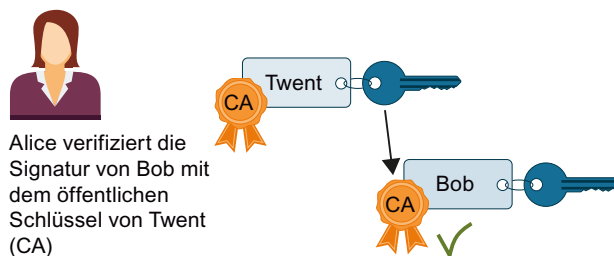 Twent
CA
Alice verifiziert die
Signatur von Bob mit
dem öffentlichen
Schlüssel von Twent
(CA)
Bob
CA